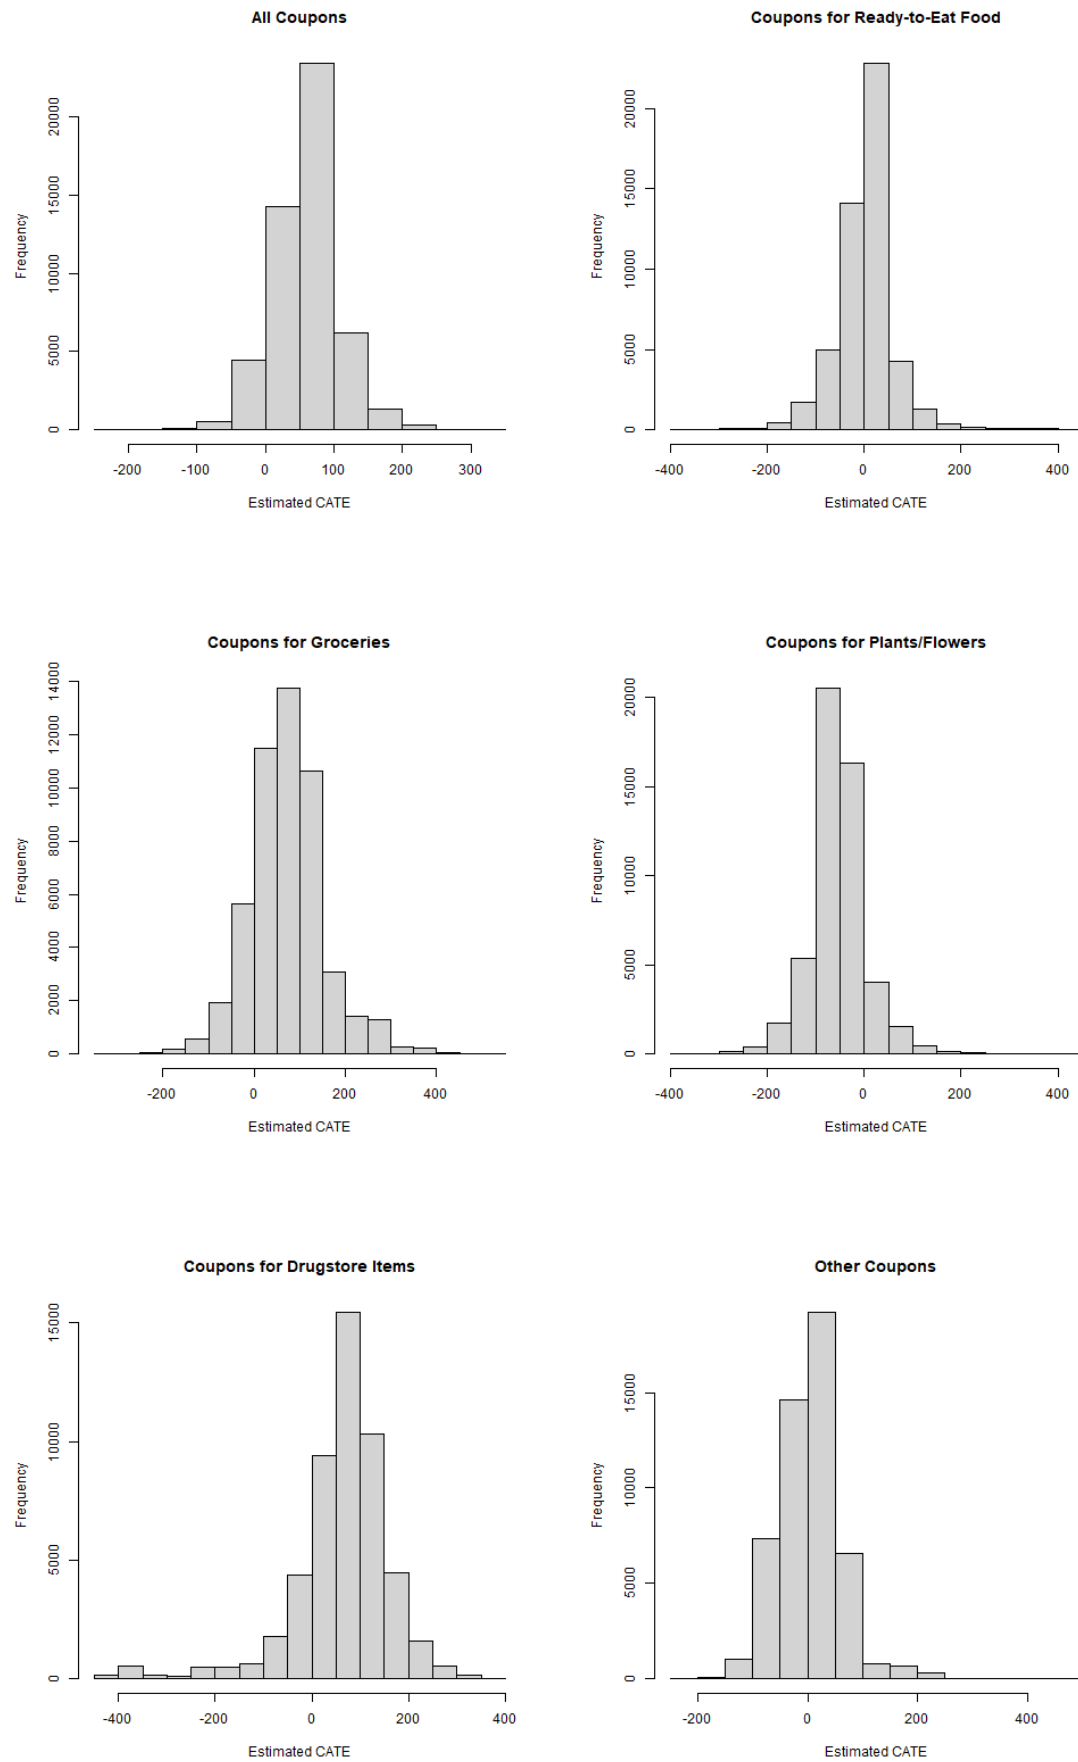 All Coupons
Frequency
20000
15000
10000
5000
0
-200 -100 0 100 200 300
Estimated CATE
Coupons for Ready-to-Eat Food
Frequency
20000
15000
10000
5000
0
-400 -200 0 200 400
Estimated CATE
Coupons for Groceries
Frequency
14000
12000
10000
8000
6000
4000
2000
0
-200 0 200 400
Estimated CATE
Coupons for Plants/Flowers
Frequency
20000
15000
10000
5000
0
-400 -200 0 200 400
Estimated CATE
Coupons for Drugstore Items
Frequency
15000
10000
5000
0
-400 -200 0 200 400
Estimated CATE
Other Coupons
Frequency
15000
10000
5000
0
-200 0 200 400
Estimated CATE